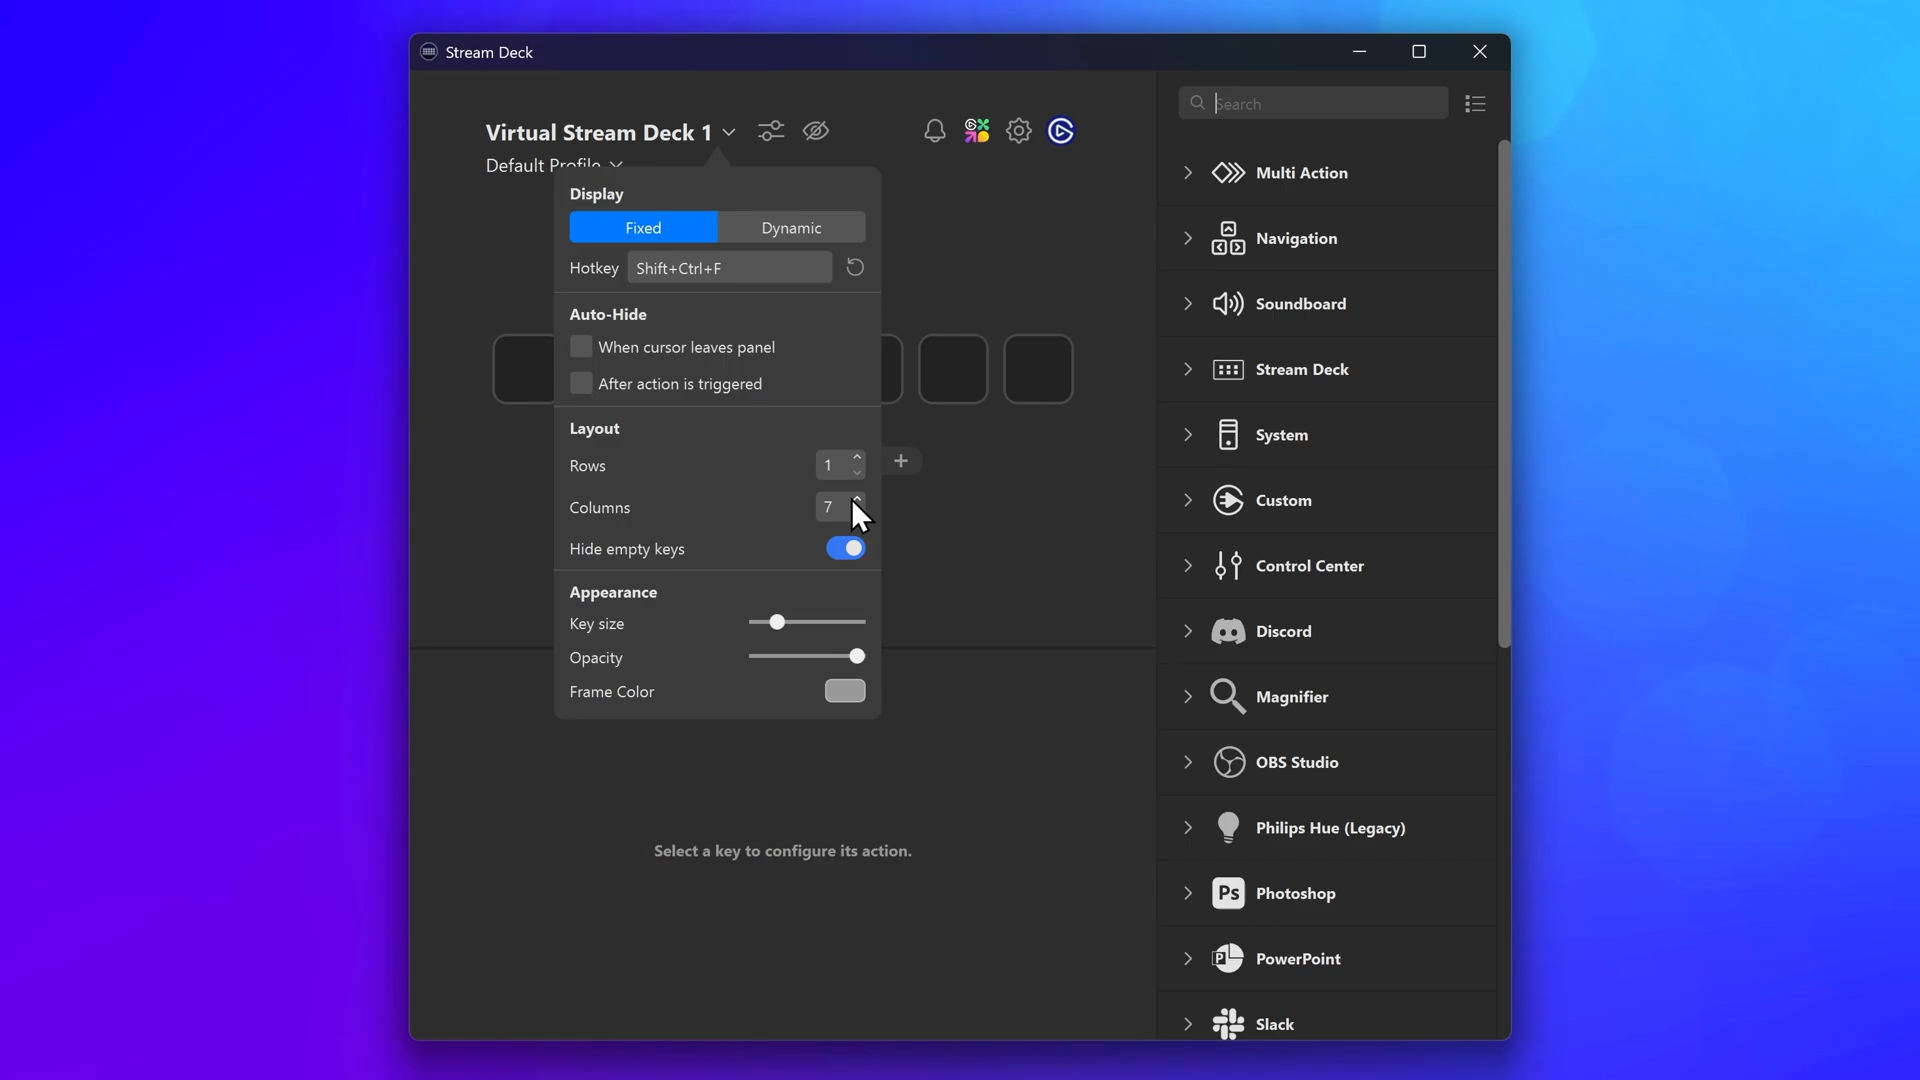 Stream Deck
Virtual Stream Deck 1
Default Profile
Display
Fixed
Dynamic
Hotkey
Shift+Ctrl+F
Auto-Hide
When cursor leaves panel
After action is triggered
Layout
Rows
1
+
Columns
7
Hide empty keys
Appearance
Key size
Opacity
Frame Color
Select a key to configure its action.
Search
Multi Action
Navigation
Soundboard
Stream Deck
System
Custom
Control Center
Discord
Magnifier
OBS Studio
Philips Hue (Legacy)
Ps
Photoshop
P
PowerPoint
Slack